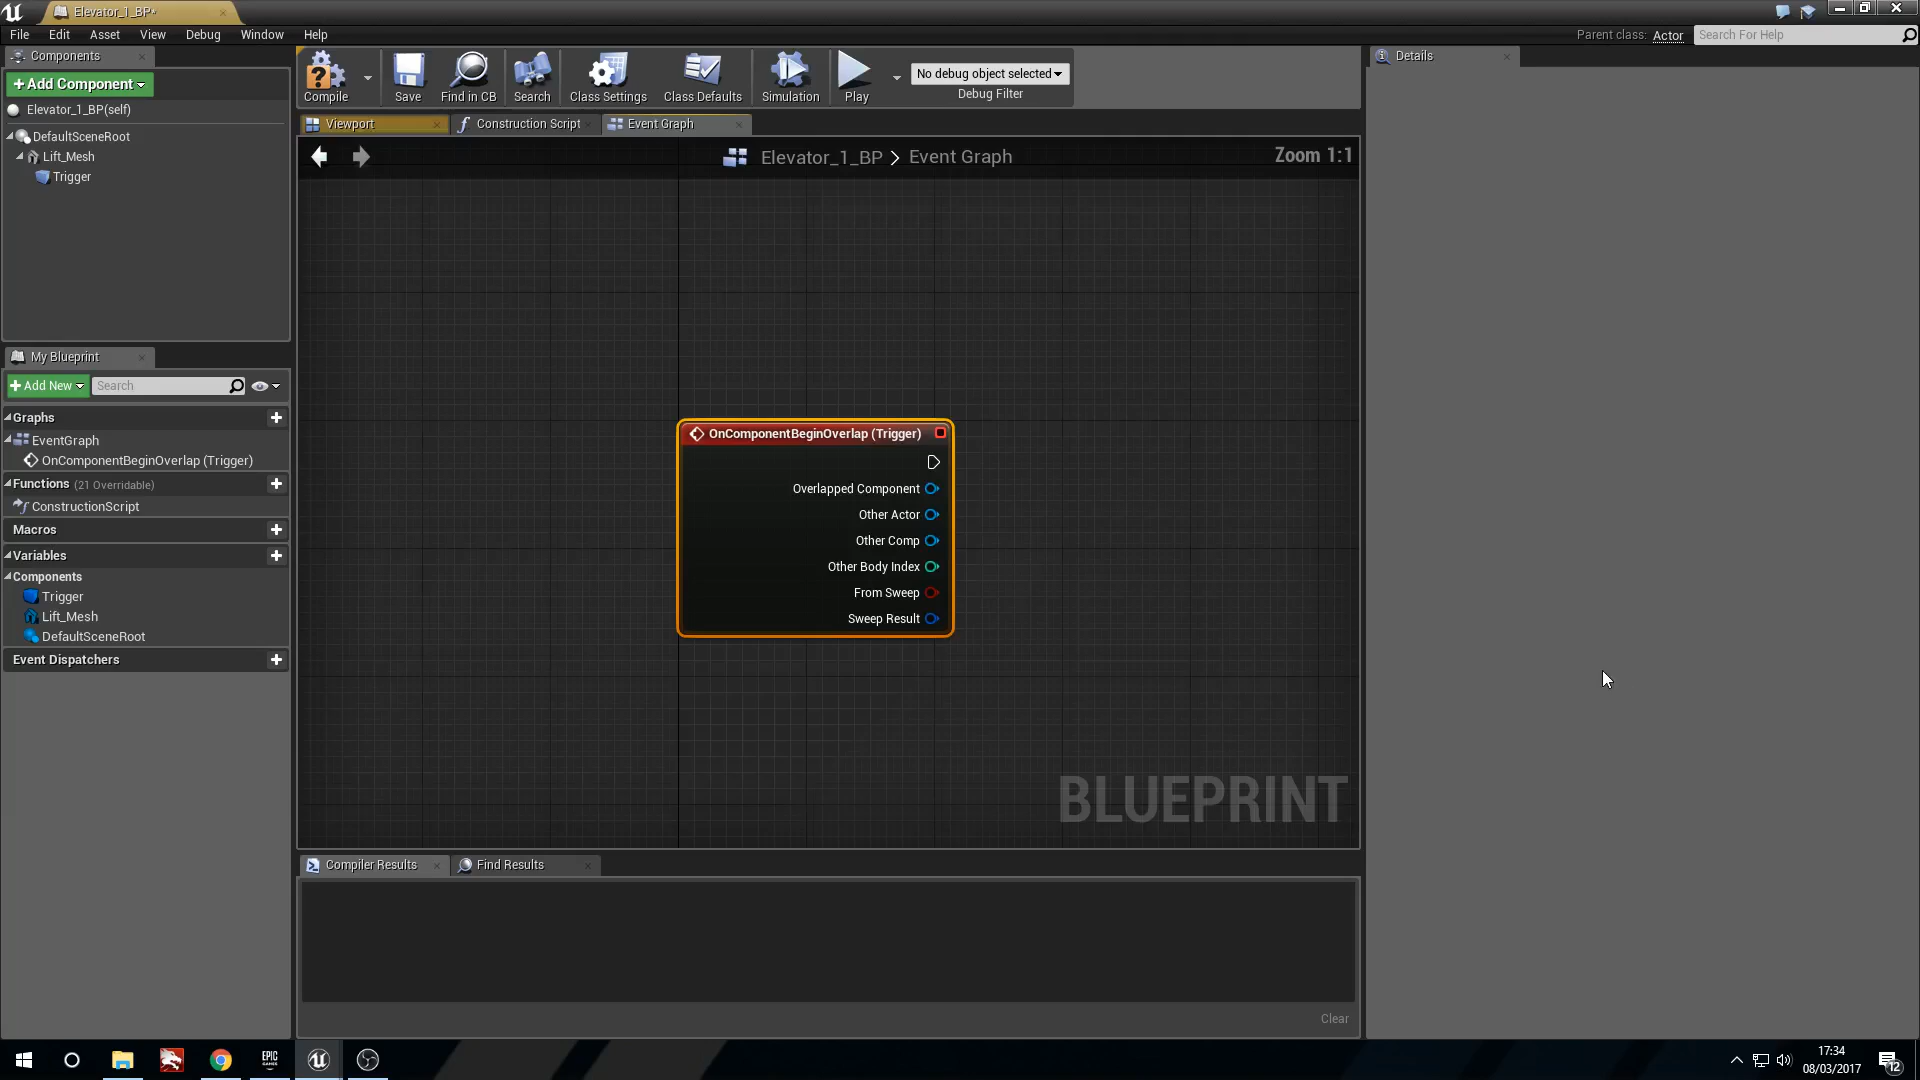 Elevator_1_BP*
File Edit Asset View Debug Window Help
Parent class: Actor
Search For Help
Components
+Add Component
Elevator_1_BP(self)
DefaultSceneRoot
Lift_Mesh
Trigger
My Blueprint
+Add New
Search
Graphs
EventGraph
OnComponentBeginOverlap (Trigger)
Functions (21 Overridable)
ConstructionScript
Macros
Variables
Components
Trigger
Lift_Mesh
DefaultSceneRoot
Event Dispatchers
Compile
Save
Find in CB
Search
Class Settings
Class Defaults
Simulation
Play
No debug object selected
Debug Filter
Viewport
Construction Script
Event Graph
Elevator_1_BP > Event Graph
Zoom 1:1
OnComponentBeginOverlap (Trigger)
Overlapped Component
Other Actor
Other Comp
Other Body Index
From Sweep
Sweep Result
BLUEPRINT
Compiler Results
Find Results
Clear
Details
EPIC
GAMES
17:34
08/03/2017
12